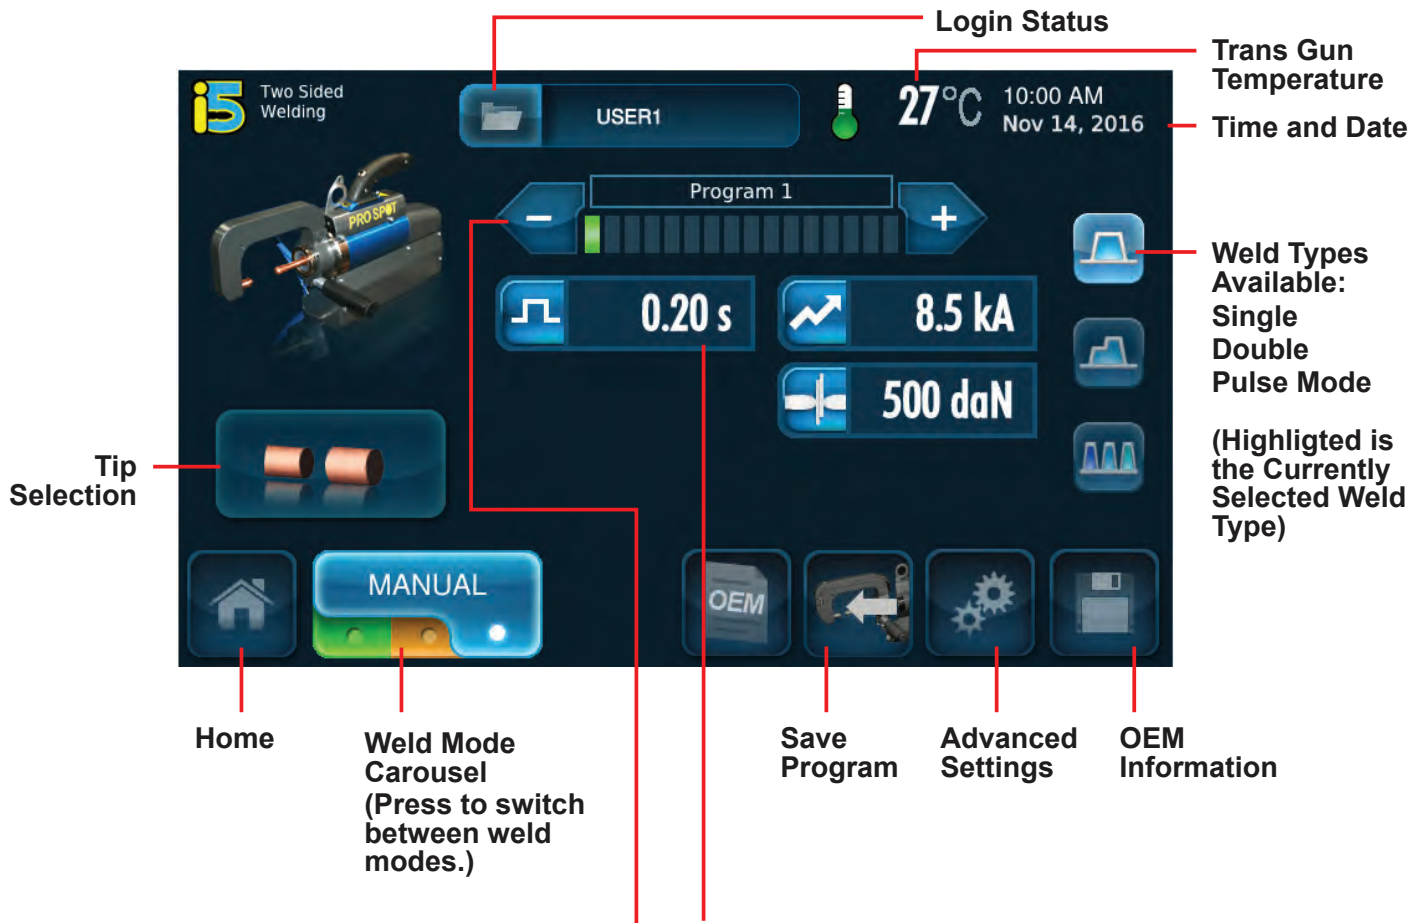 Login Status
Trans Gun
Temperature
Time and Date
i5
Two Sided
Welding
USER1
27°C
10:00 AM
Nov 14, 2016
PRO SPOT
Program 1
−
+
0.20 s
8.5 kA
500 daN
Weld Types
Available:
Single
Double
Pulse Mode
(Highligted is
the Currently
Selected Weld
Type)
Tip
Selection
MANUAL
OEM
Home
Weld Mode
Carousel
(Press to switch
between weld
modes.)
Save
Program
Advanced
Settings
OEM
Information